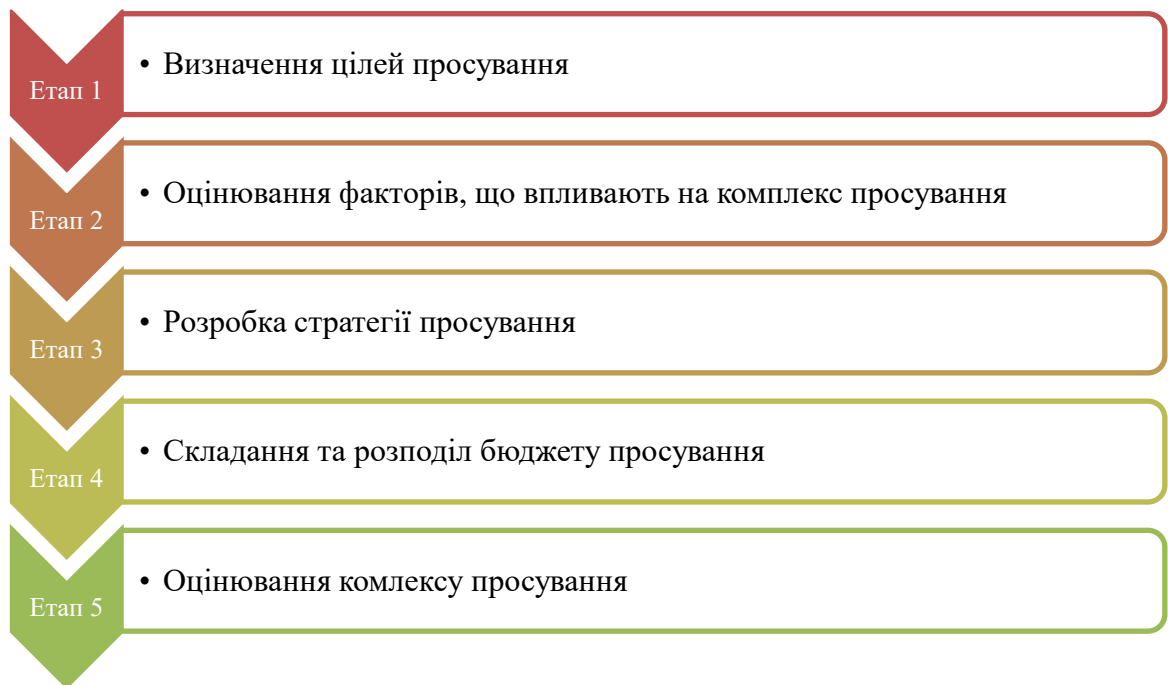 Етап 1
• Визначення цілей просування
Етап 2
• Оцінювання факторів, що впливають на комплекс просування
Етап 3
• Розробка стратегії просування
Етап 4
• Складання та розподіл бюджету просування
Етап 5
• Оцінювання комлексу просування